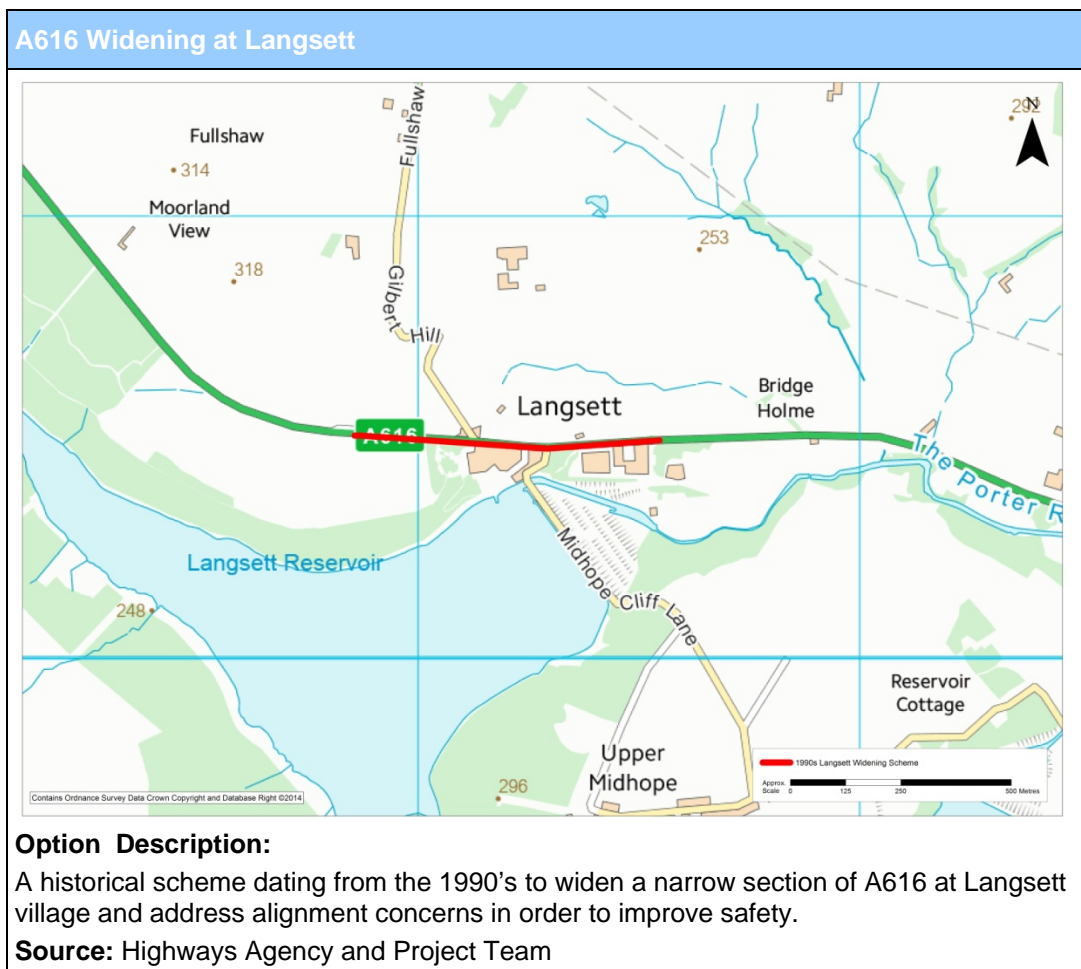 A616 Widening at Langsett
Fullshaw
314
Moorland
View
318
Fullshaw
Gilbert Hill
253
292
N
Langsett
Bridge
Holme
A616
The Porter R
Langsett Reservoir
248
Midhope Cliff Lane
Reservoir
Cottage
Upper
Midhope
296
1990s Langsett Widening Scheme
Approx.
Scale 0 125 250 500 Metres
Contains Ordnance Survey Data Crown Copyright and Database Right ©2014
Option Description:
A historical scheme dating from the 1990's to widen a narrow section of A616 at Langsett
village and address alignment concerns in order to improve safety.
Source: Highways Agency and Project Team